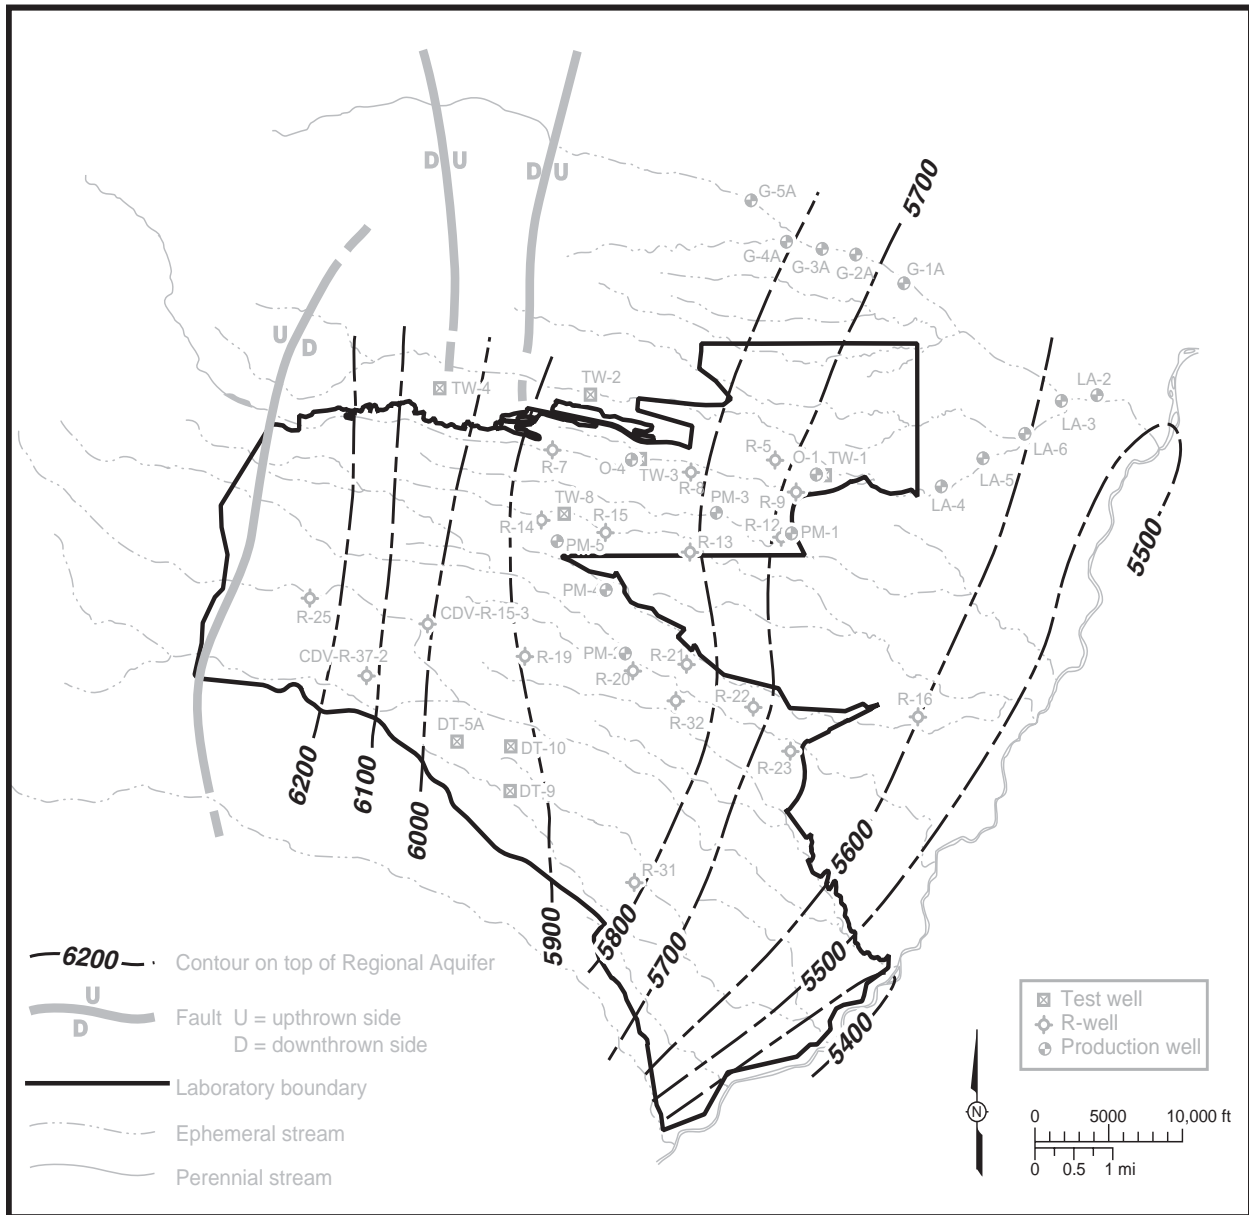 D U
D U
5700
G-5A
G-4A
G-3A
G-2A
G-1A
U
D
TW-4
TW-2
LA-2
LA-3
LA-6
LA-5
LA-4
R-5
O-1
TW-1
R-7
O-4
TW-3
R-8
R-9
TW-8
PM-3
R-14
R-15
R-12
PM-1
PM-5
R-13
5500
PM-4
R-25
CDV-R-15-3
CDV-R-37-2
R-19
R-21
R-20
R-22
R-16
R-32
DT-5A
DT-10
R-23
DT-9
6200
6100
6000
5600
R-31
5900
5800
5700
5500
5400
6200 Contour on top of Regional Aquifer
U
D
Fault U = upthrown side
D = downthrown side
Laboratory boundary
Ephemeral stream
Perennial stream
Test well
R-well
Production well
N
0 5000 10,000 ft
0 0.5 1 mi